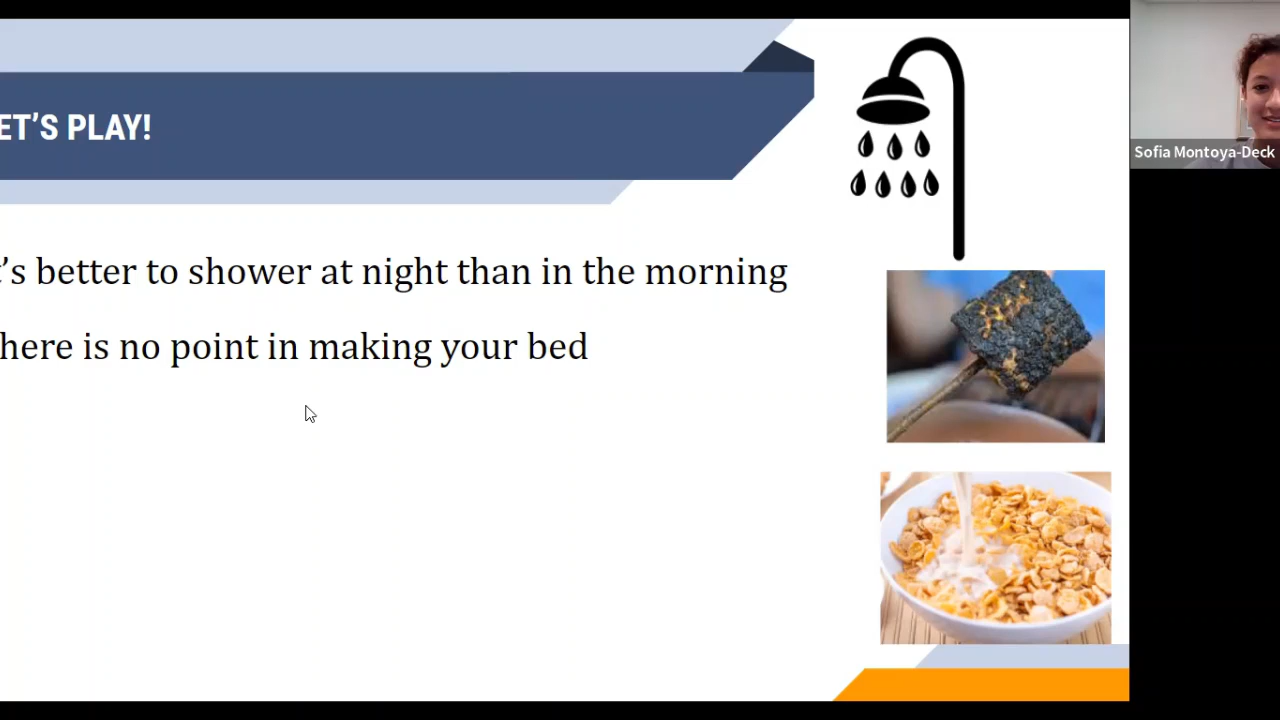 ET'S PLAY!
Sofia Montoya-Deck
t's better to shower at night than in the morning
here is no point in making your bed